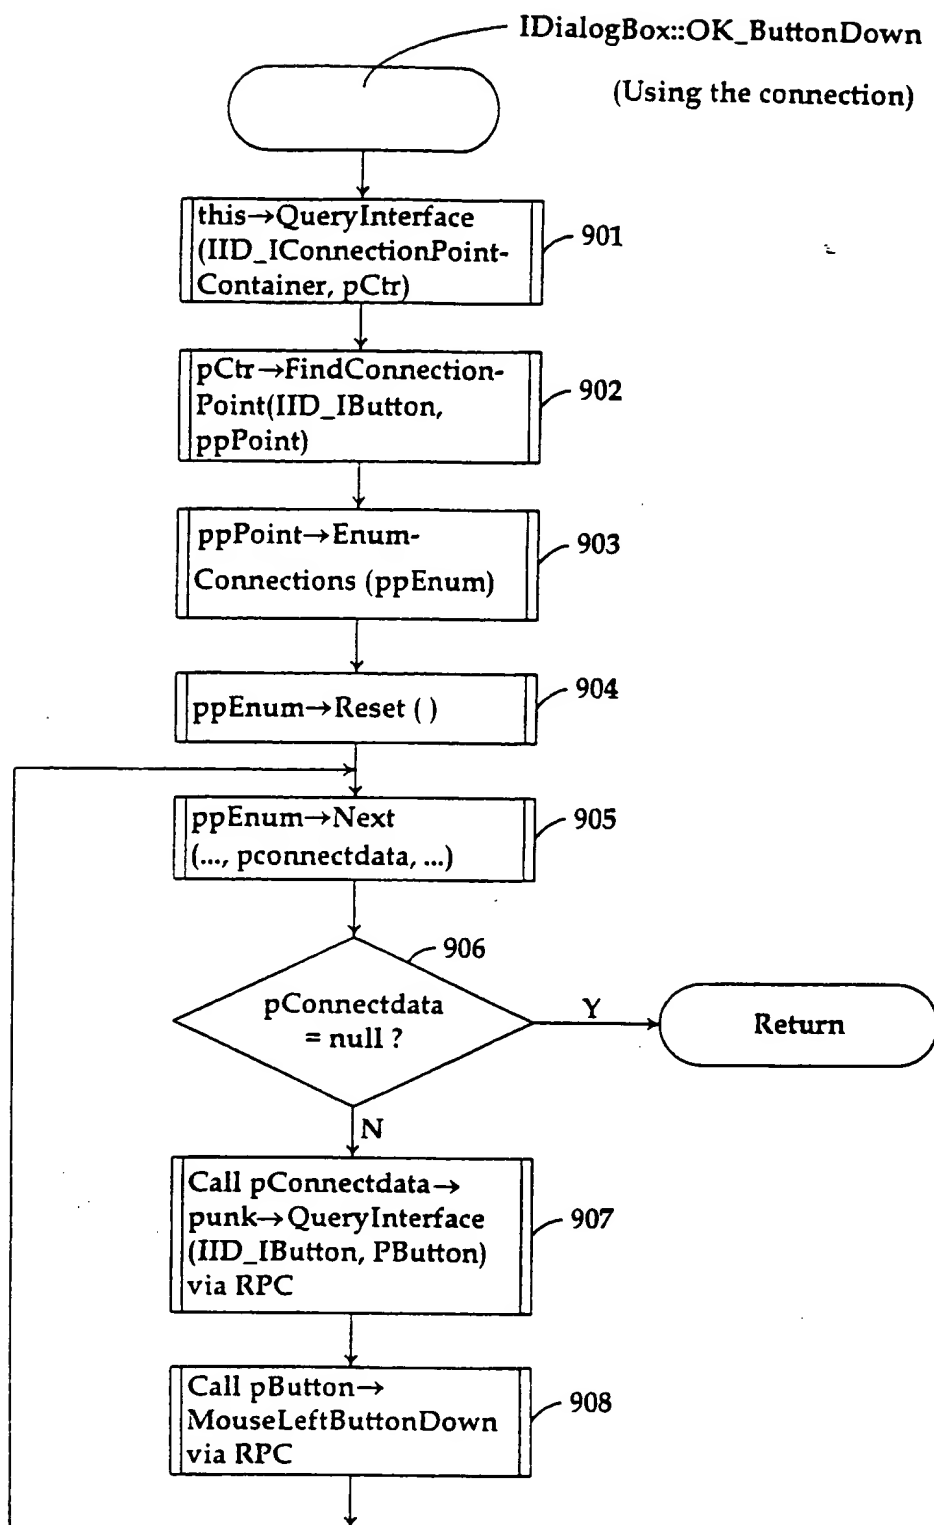 IDialogBox::OK_ButtonDown
(Using the connection)
this→QueryInterface
(IID_IConnectionPoint-
Container, pCtr)
901
pCtr→FindConnection-
Point(IID_IButton,
ppPoint)
902
ppPoint→Enum-
Connections (ppEnum)
903
ppEnum→Reset ( )
904
ppEnum→Next
(..., pconnectdata, ...)
905
906
pConnectdata
= null ?
Y
Return
N
Call pConnectdata→
punk→QueryInterface
(IID_IButton, PButton)
via RPC
907
Call pButton→
MouseLeftButtonDown
via RPC
908